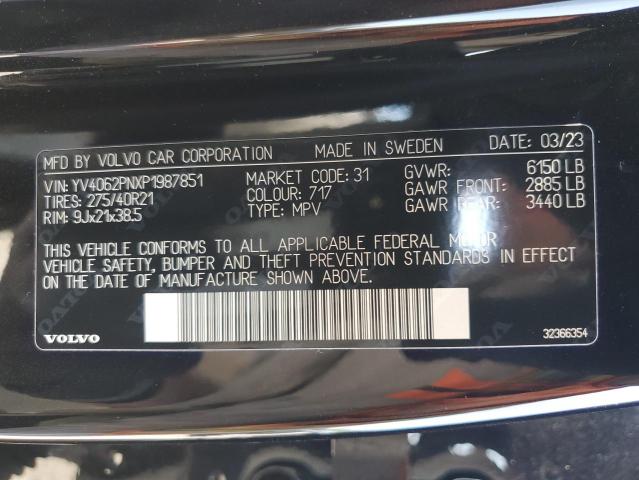 MFD BY VOLVO CAR CORPORATION MADE IN SWEDEN DATE: 03/23
VIN: YV4062PNXP1987851 MARKET CODE: 31 GVWR: 6150 LB
TIRES: 275/40R21 COLOUR: 717 GAWR FRONT: 2885 LB
RIM: 9Jx21x38.5 TYPE: MPV GAWR REAR: 3440 LB
THIS VEHICLE CONFORMS TO ALL APPLICABLE FEDERAL MOTOR
VEHICLE SAFETY, BUMPER AND THEFT PREVENTION STANDARDS IN EFFECT
ON THE DATE OF MANUFACTURE SHOWN ABOVE.
VOLVO 32366354